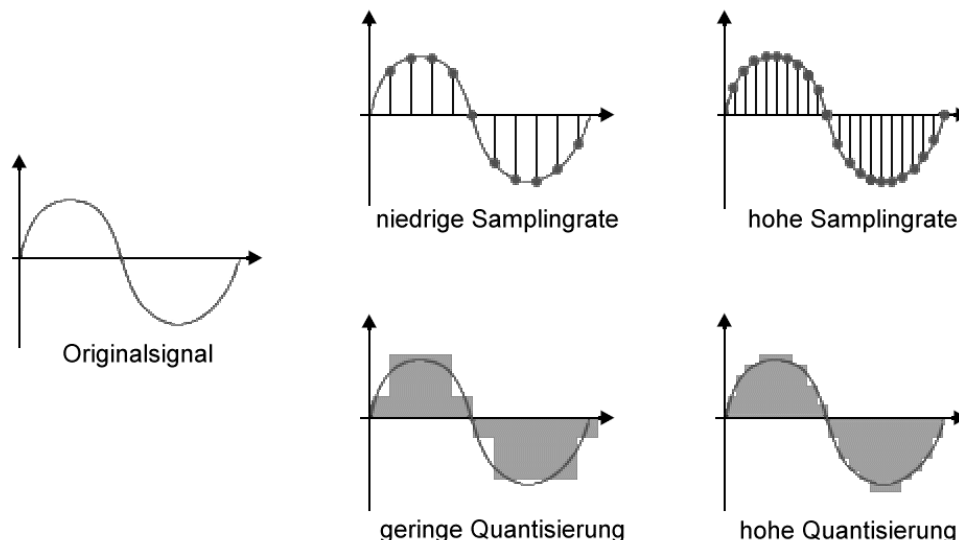 niedrige Samplingrate
hohe Samplingrate
Originalsignal
geringe Quantisierung
hohe Quantisierung